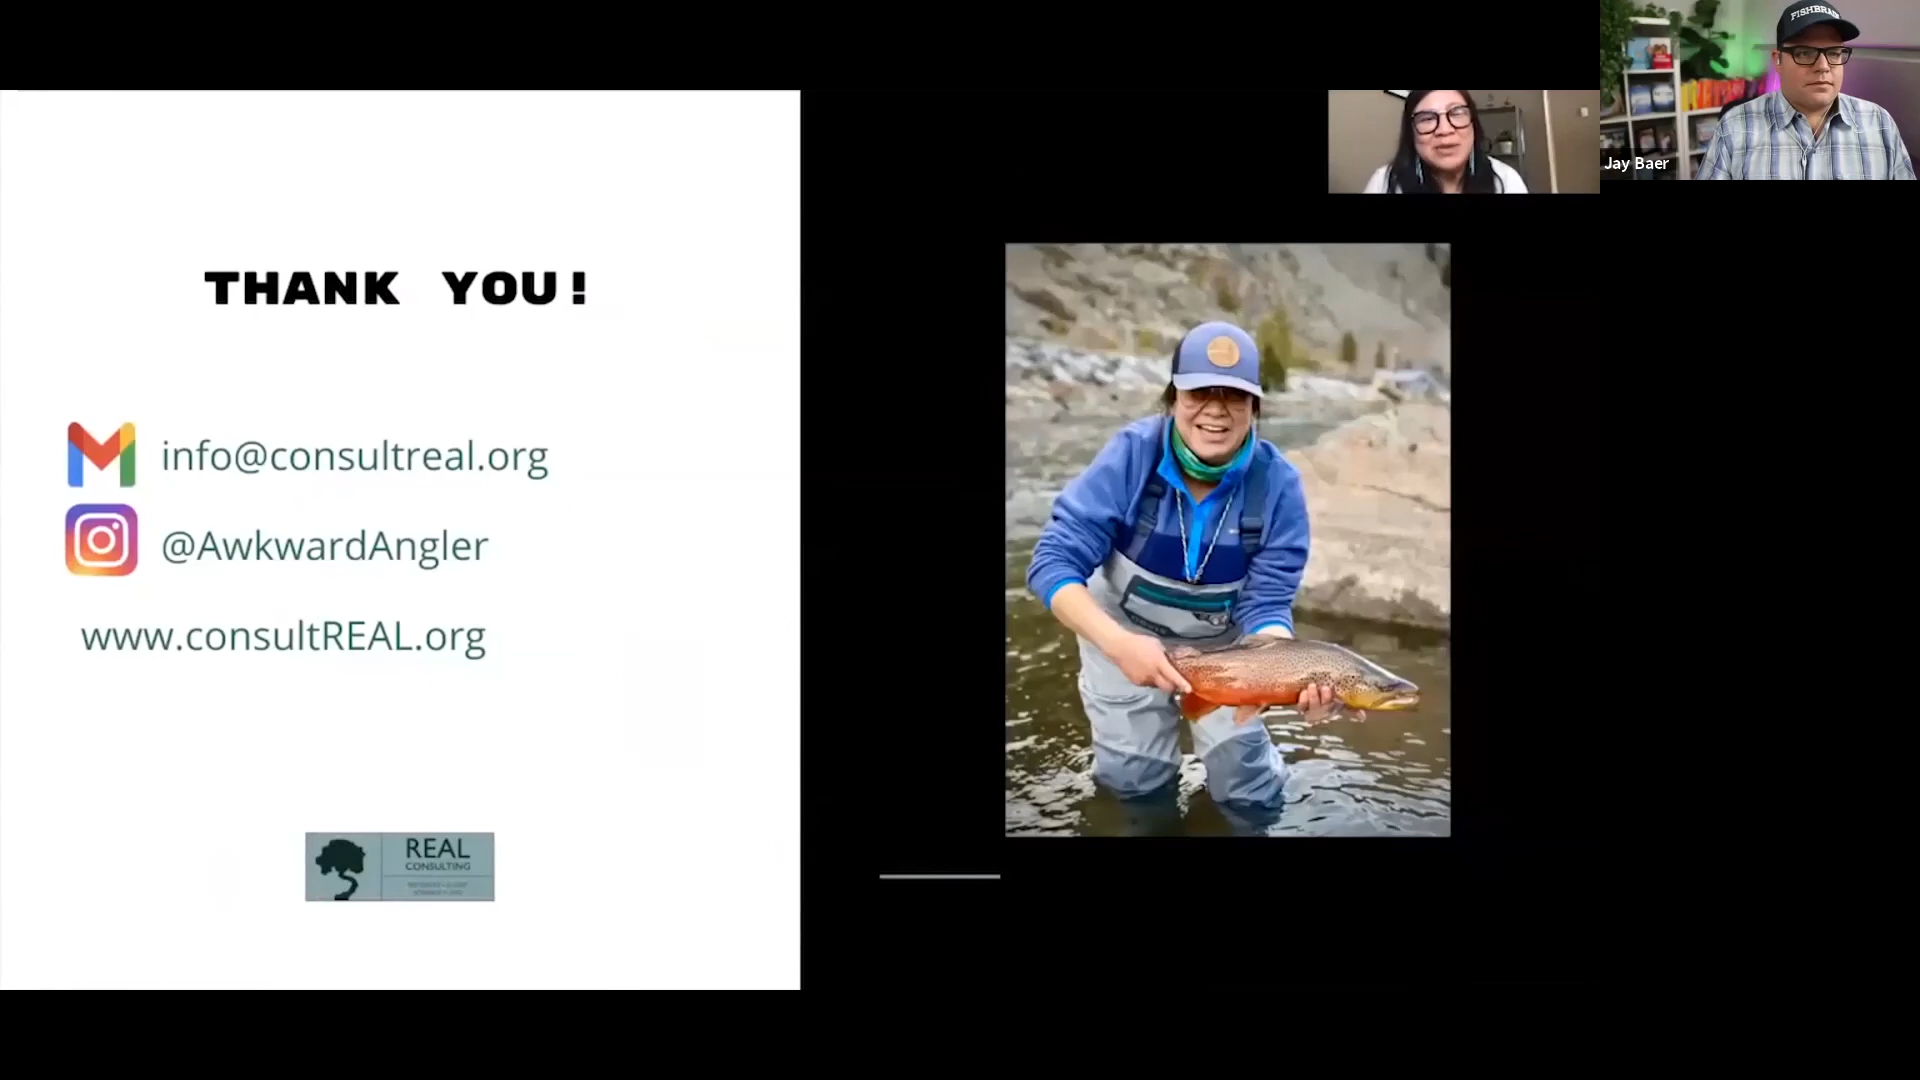 THANK YOU!
info@consultreal.org
@AwkwardAngler
www.consultREAL.org
REAL
CONSULTING
Jay Baer